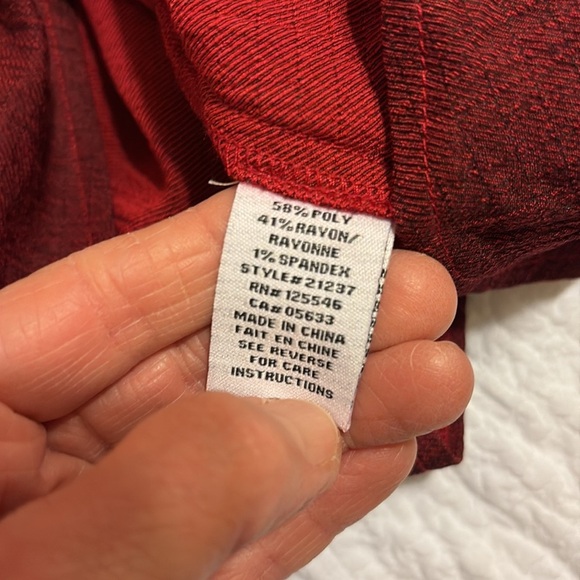 58% POLY
41% RAYON/
RAYONNE
1% SPANDEX
STYLE#21237
RN# 125546
CA# 05633
MADE IN CHINA
FAIT EN CHINE
SEE REVERSE
FOR CARE
INSTRUCTIONS